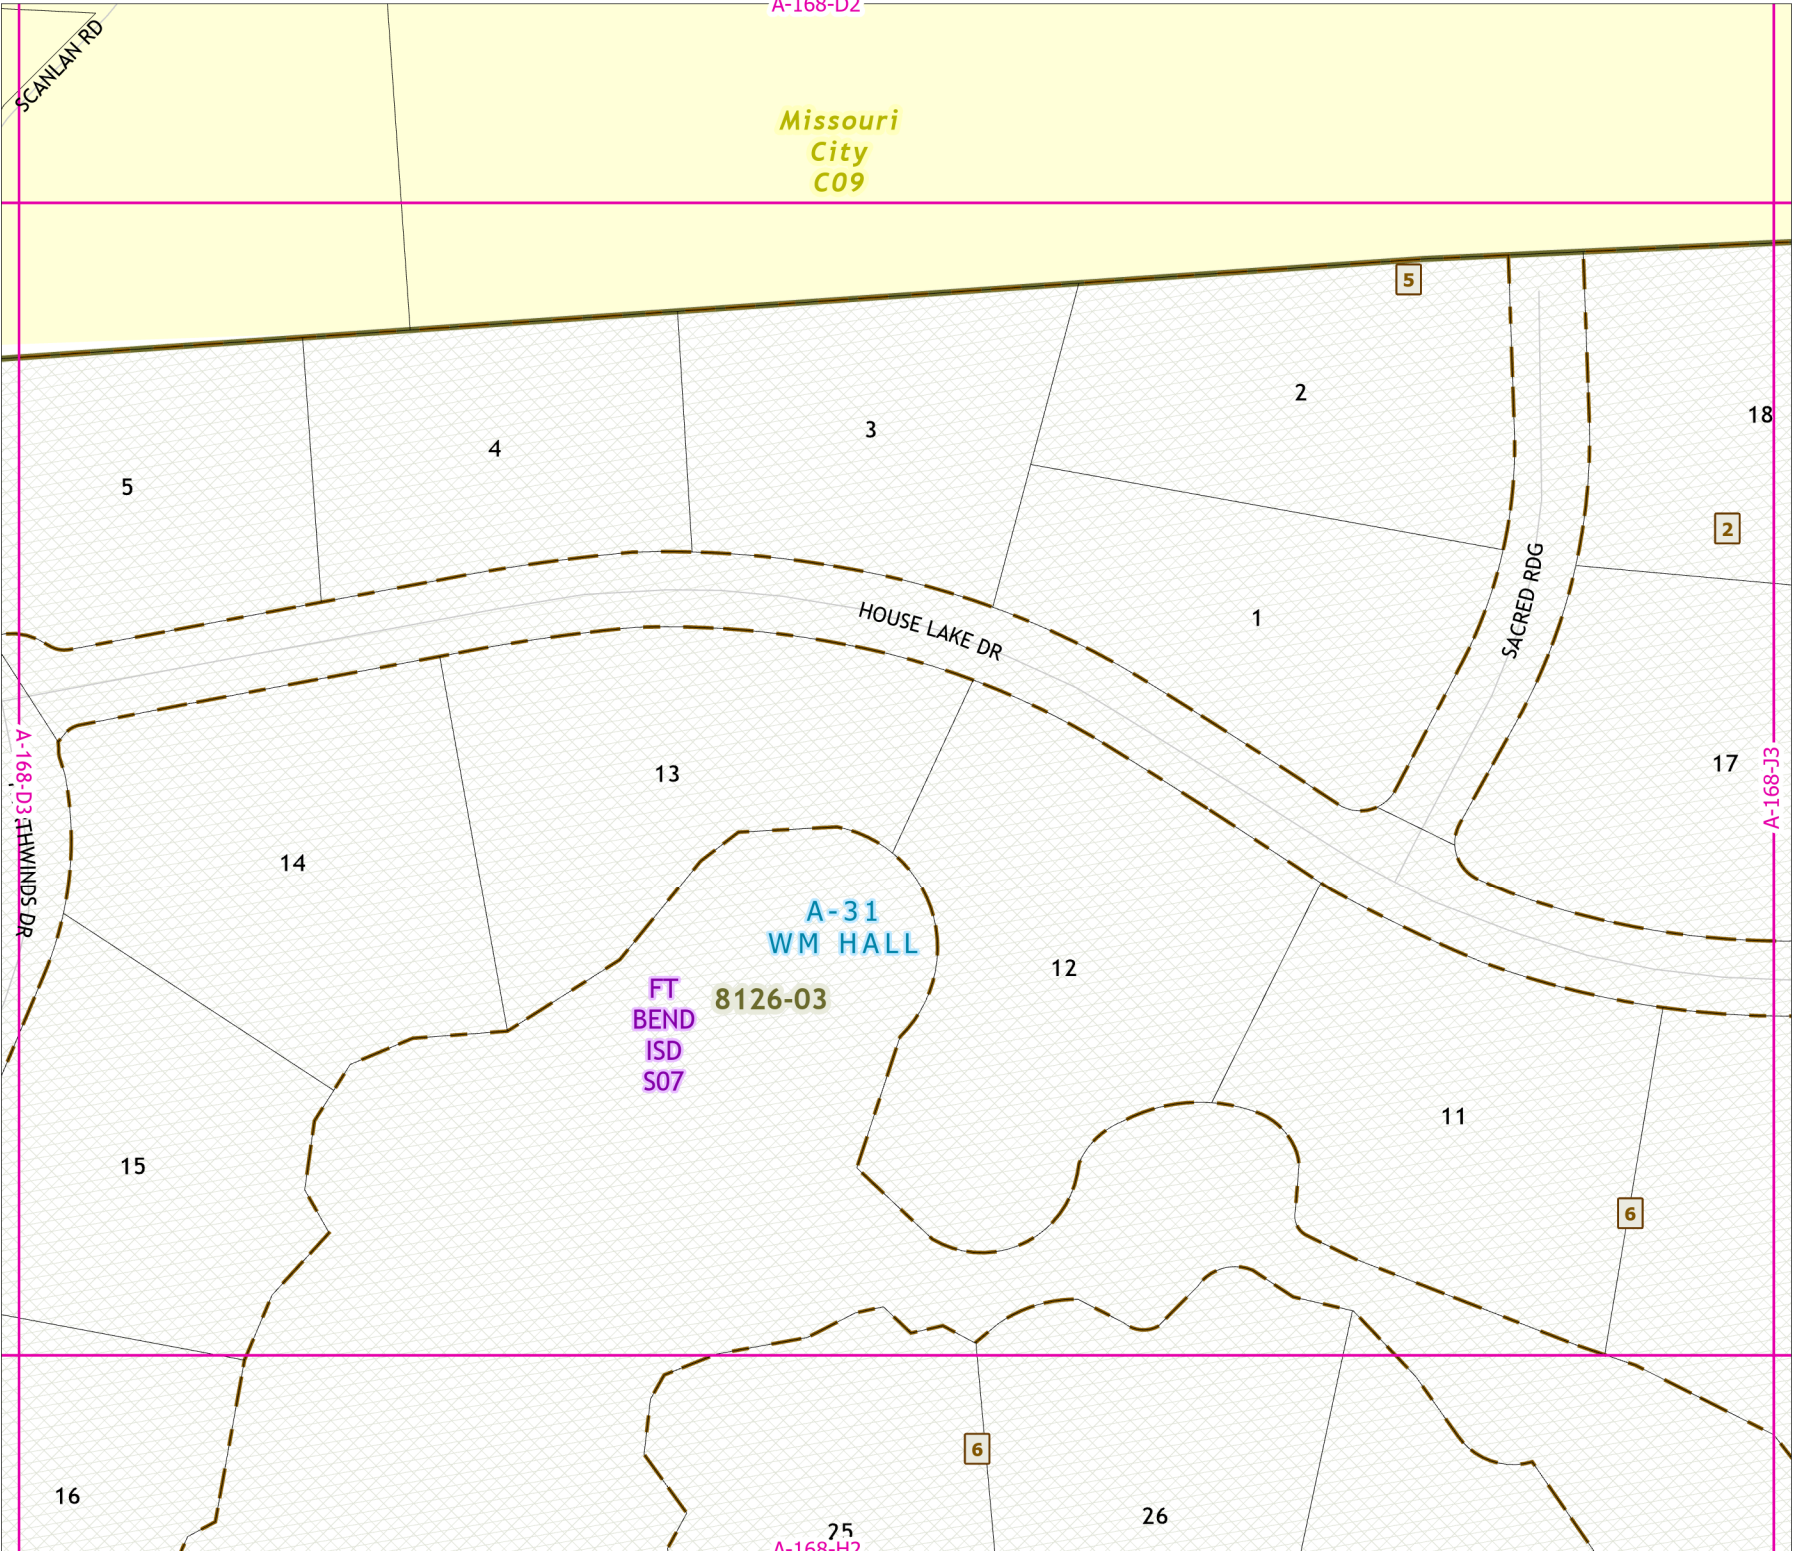 A-168-D2
SCANLAN RD
Missouri
City
C09
5
2
18
3
4
5
2
SACRED RDG
1
HOUSE LAKE DR
A-168-D3
A-168-J3
17
13
14
THWINDS DR
A-31
WM HALL
12
FT
BEND
ISD
S07
8126-03
11
15
6
6
16
26
25
A-168-H2